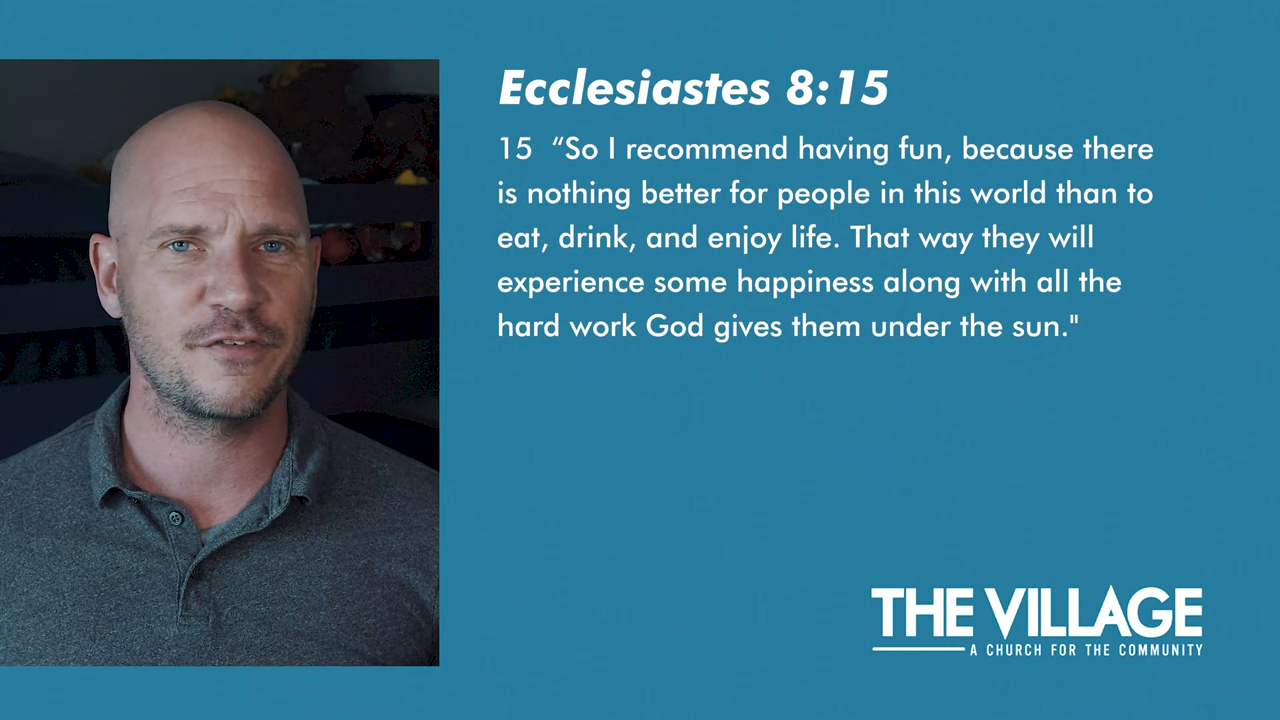 Ecclesiastes 8:15
15 “So I recommend having fun, because there
is nothing better for people in this world than to
eat, drink, and enjoy life. That way they will
experience some happiness along with all the
hard work God gives them under the sun."
THE VILLAGE
A CHURCH FOR THE COMMUNITY